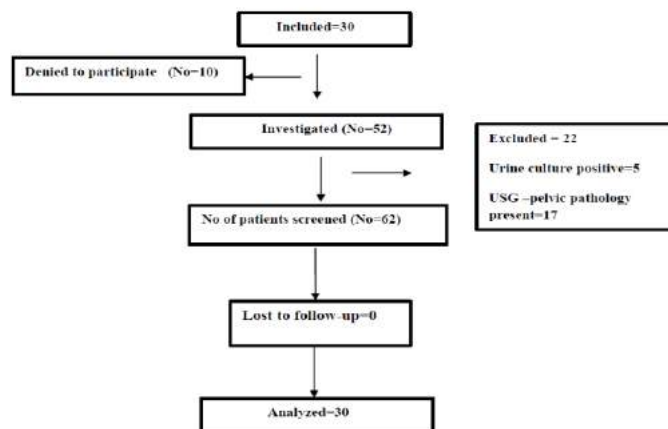 Included=30
Denied to participate (No=10)
Investigated (No=52)
Excluded = 22
Urine culture positive=5
USG –pelvic pathology
present=17
No of patients screened (No=62)
Lost to follow-up=0
Analyzed=30